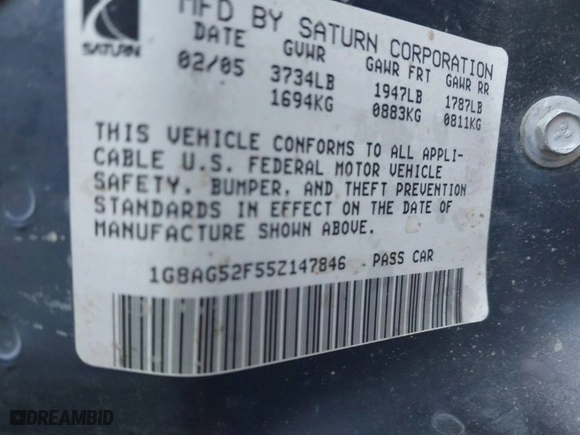 MFD BY SATURN CORPORATION
SATURN
DATE GVWR GAWR FRT GAWR RR
02/05 3734LB 1947LB 1787LB
1694KG 0883KG 0811KG
THIS VEHICLE CONFORMS TO ALL APPLI-
CABLE U.S. FEDERAL MOTOR VEHICLE
SAFETY, BUMPER, AND THEFT PREVENTION
STANDARDS IN EFFECT ON THE DATE OF
MANUFACTURE SHOWN ABOVE.
1G8AG52F55Z147846 PASS CAR
DREAMBID